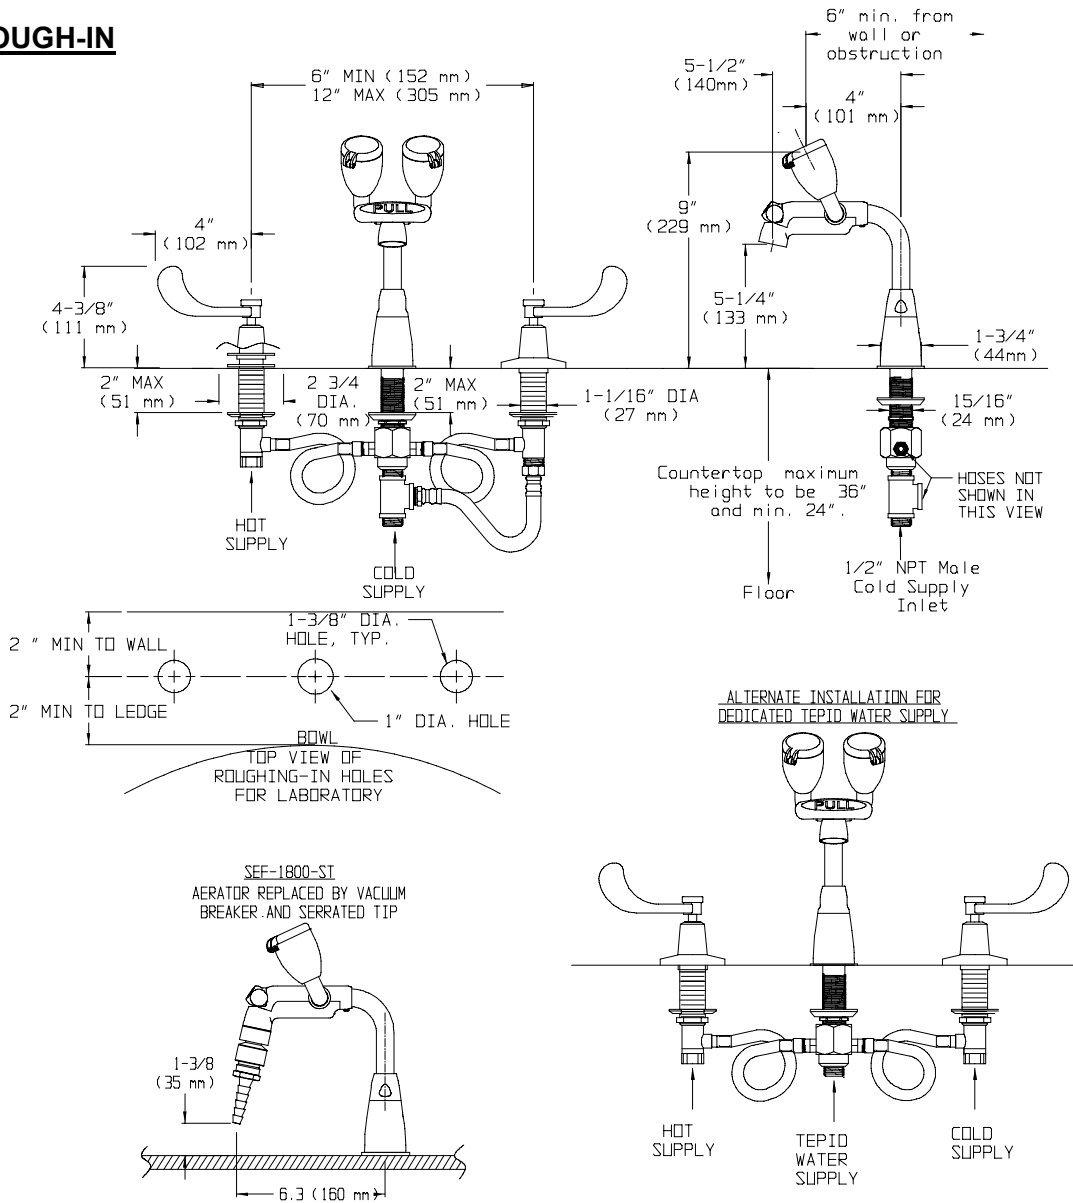 OUGH-IN
6" MIN (152 mm)
12" MAX (305 mm)
4"
(102 mm)
4-3/8"
(111 mm)
PULL
2" MAX
(51 mm)
2 3/4
DIA.
(70 mm)
2" MAX
(51 mm)
1-1/16" DIA
(27 mm)
HOT
SUPPLY
COLD
SUPPLY
6" min. from
wall or
obstruction
5-1/2"
(140mm)
4"
(101 mm)
9"
(229 mm)
5-1/4"
(133 mm)
1-3/4"
(44mm)
15/16"
(24 mm)
Countertop maximum
height to be 36"
and min. 24".
HOSES NOT
SHOWN IN
THIS VIEW
Floor
1/2" NPT Male
Cold Supply
Inlet
2 " MIN TO WALL
1-3/8" DIA.
HOLE, TYP.
2" MIN TO LEDGE
1" DIA. HOLE
BOWL
TOP VIEW OF
ROUGHING-IN HOLES
FOR LABORATORY
SEF-1800-ST
AERATOR REPLACED BY VACUUM
BREAKER.AND SERRATED TIP
1-3/8
(35 mm)
6.3 (160 mm)
ALTERNATE INSTALLATION FOR
DEDICATED TEPID WATER SUPPLY
PULL
HOT
SUPPLY
TEPID
WATER
SUPPLY
COLD
SUPPLY